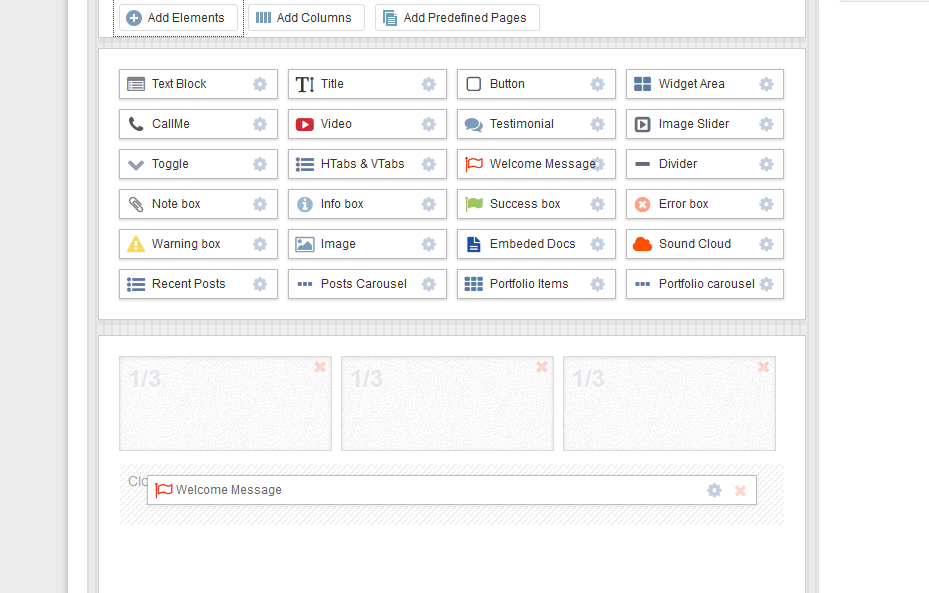 Add Elements Add Columns Add Predefined Pages
Text Block Title Button Widget Area
CallMe Video Testimonial Image Slider
Toggle HTabs & VTabs Welcome Message Divider
Note box Info box Success box Error box
Warning box Image Embeded Docs Sound Cloud
Recent Posts Posts Carousel Portfolio Items Portfolio carousel
1/3 1/3 1/3
Welcome Message